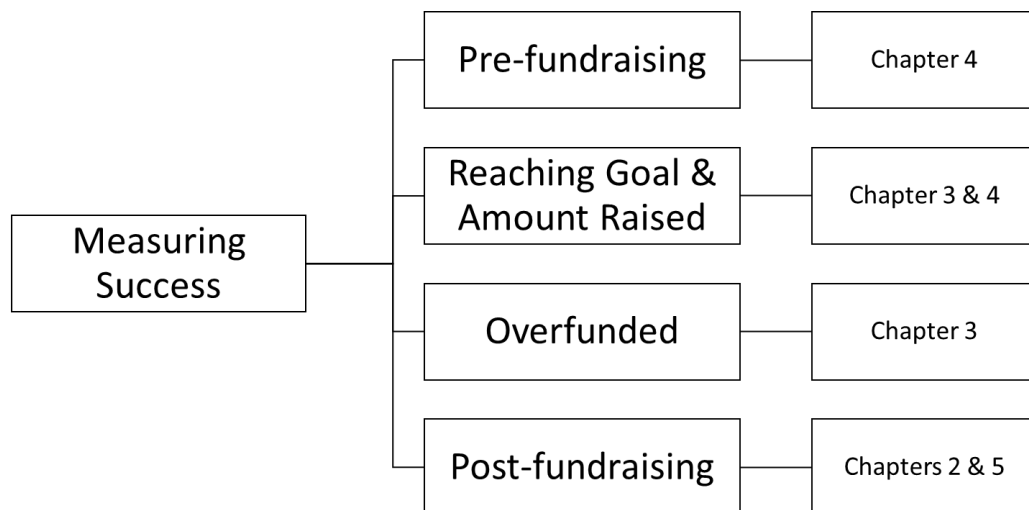 Pre-fundraising
Chapter 4
Reaching Goal &
Amount Raised
Chapter 3 & 4
Measuring
Success
Overfunded
Chapter 3
Post-fundraising
Chapters 2 & 5